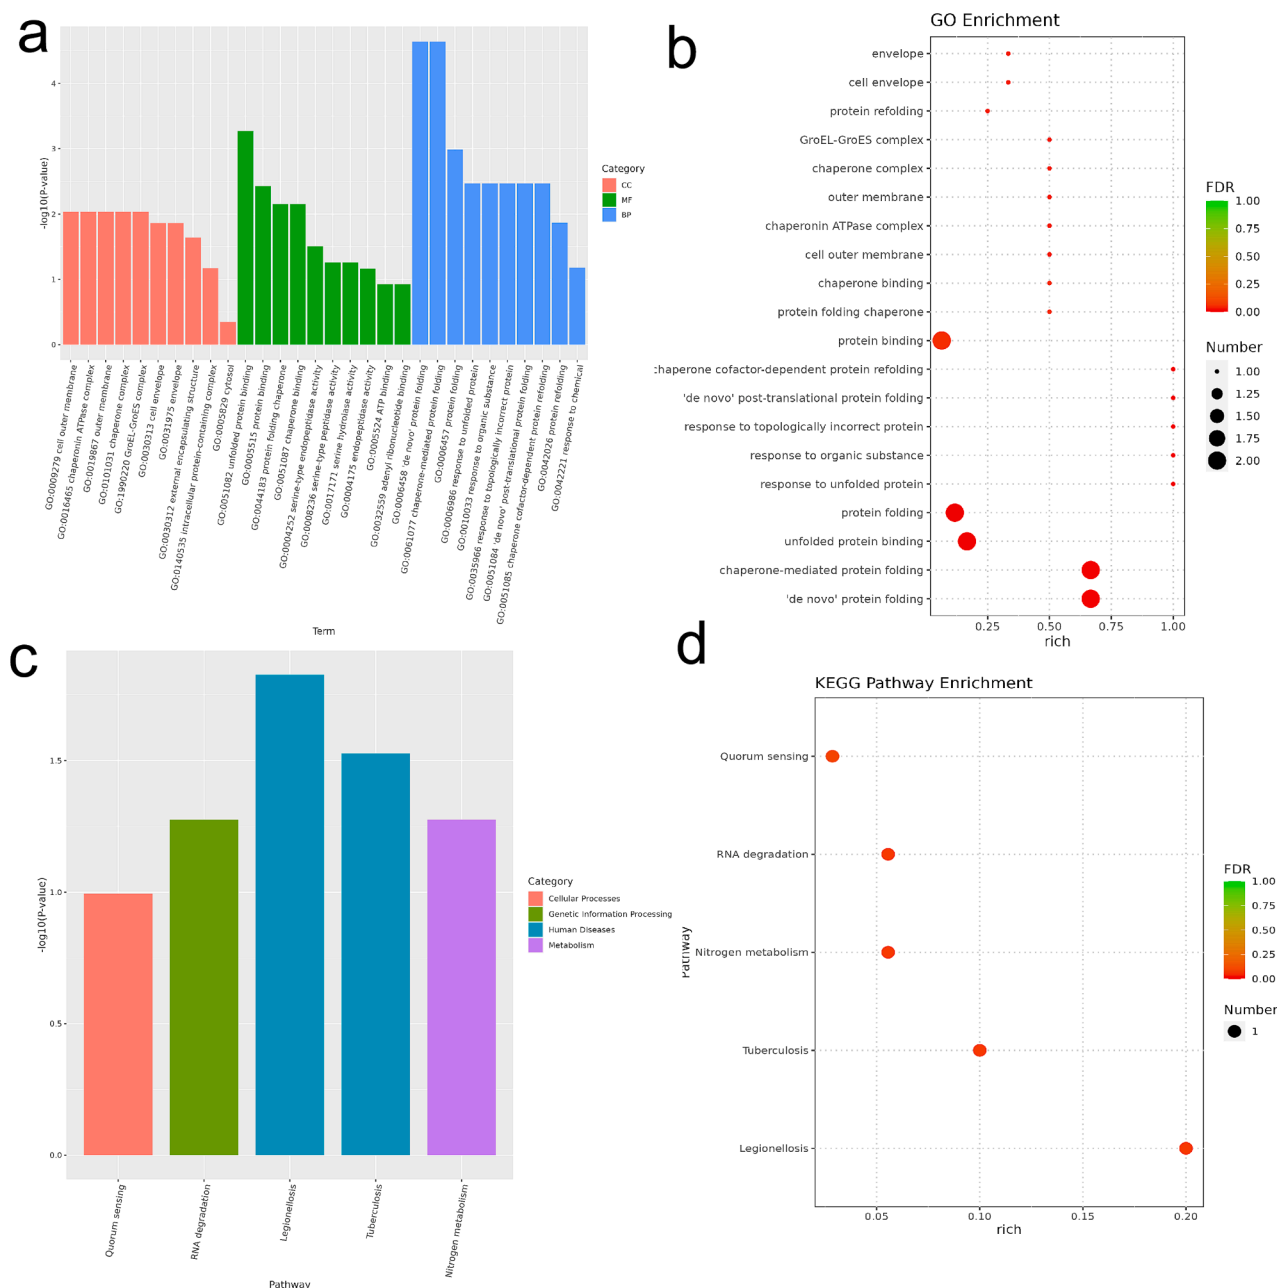 a
-log10(P-value)
4
3
2
1
0
GO:0009279 cell outer membrane
GO:0016465 chaperonin ATPase complex
GO:0019867 outer membrane
GO:0101031 chaperone complex
GO:1990220 GroEL-GroES complex
GO:0030313 cell envelope
GO:0031975 envelope
GO:0030312 external encapsulating structure
GO:0140535 intracellular protein-containing complex
GO:0005829 cytosol
GO:0051082 unfolded protein binding
GO:0005515 protein binding
GO:0044183 protein folding chaperone
GO:0051087 chaperone binding
GO:0004252 serine-type endopeptidase activity
GO:0008236 serine-type peptidase activity
GO:0017171 serine hydrolase activity
GO:0004175 endopeptidase activity
GO:0005524 ATP binding
GO:0032559 adenyl ribonucleotide binding
GO:0006458 'de novo' protein folding
GO:0061077 chaperone-mediated protein folding
GO:0006457 protein folding
GO:0006986 response to unfolded protein
GO:0010033 response to organic substance
GO:0035966 response to topologically incorrect protein
GO:0051084 'de novo' post-translational protein folding
GO:0051085 chaperone cofactor-dependent protein refolding
GO:0042026 protein refolding
GO:0042221 response to chemical
Term
Category
CC
MF
BP
b
GO Enrichment
envelope
cell envelope
protein refolding
GroEL-GroES complex
chaperone complex
outer membrane
chaperonin ATPase complex
cell outer membrane
chaperone binding
protein folding chaperone
protein binding
chaperone cofactor-dependent protein refolding
'de novo' post-translational protein folding
response to topologically incorrect protein
response to organic substance
response to unfolded protein
protein folding
unfolded protein binding
chaperone-mediated protein folding
'de novo' protein folding
0.25 0.50 0.75 1.00
rich
FDR
1.00
0.75
0.50
0.25
0.00
Number
1.00
1.25
1.50
1.75
2.00
c
-log10(P-value)
1.5
1.0
0.5
0.0
Quorum sensing
RNA degradation
Legionellosis
Tuberculosis
Nitrogen metabolism
Pathway
Category
Cellular Processes
Genetic Information Processing
Human Diseases
Metabolism
d
KEGG Pathway Enrichment
Pathway
Quorum sensing
RNA degradation
Nitrogen metabolism
Tuberculosis
Legionellosis
0.05 0.10 0.15 0.20
rich
FDR
1.00
0.75
0.50
0.25
0.00
Number
1